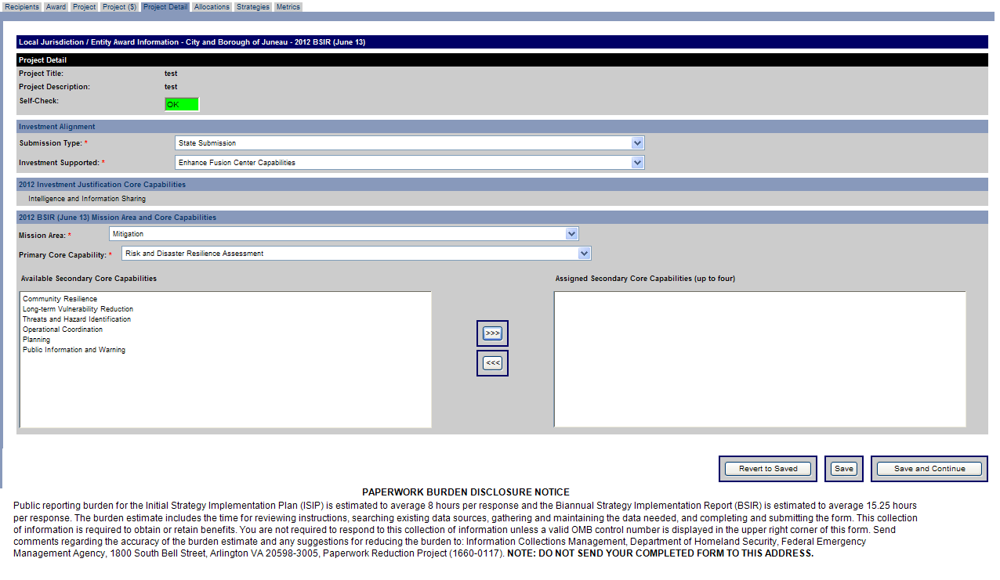 Recipients Award Project Project ($) Project Detail Allocations Strategies Metrics
Local Jurisdiction / Entity Award Information - City and Borough of Juneau - 2012 BSIR (June 13)
Project Detail
Project Title: test
Project Description: test
Self-Check: OK
Investment Alignment
Submission Type: * State Submission
Investment Supported: * Enhance Fusion Center Capabilities
2012 Investment Justification Core Capabilities
Intelligence and Information Sharing
2012 BSIR (June 13) Mission Area and Core Capabilities
Mission Area: * Mitigation
Primary Core Capability: * Risk and Disaster Resilience Assessment
Available Secondary Core Capabilities Assigned Secondary Core Capabilities (up to four)
Community Resilience
Long-term Vulnerability Reduction
Threats and Hazard Identification
Operational Coordination
Planning
Public Information and Warning
>>>
<<<
Revert to Saved Save Save and Continue
PAPERWORK BURDEN DISCLOSURE NOTICE
Public reporting burden for the Initial Strategy Implementation Plan (ISIP) is estimated to average 8 hours per response and the Biannual Strategy Implementation Report (BSIR) is estimated to average 15.25 hours
per response. The burden estimate includes the time for reviewing instructions, searching existing data sources, gathering and maintaining the data needed, and completing and submitting the form. This collection
of information is required to obtain or retain benefits. You are not required to respond to this collection of information unless a valid OMB control number is displayed in the upper right corner of this form. Send
comments regarding the accuracy of the burden estimate and any suggestions for reducing the burden to: Information Collections Management, Department of Homeland Security, Federal Emergency
Management Agency, 1800 South Bell Street, Arlington VA 20598-3005, Paperwork Reduction Project (1660-0117). NOTE: DO NOT SEND YOUR COMPLETED FORM TO THIS ADDRESS.